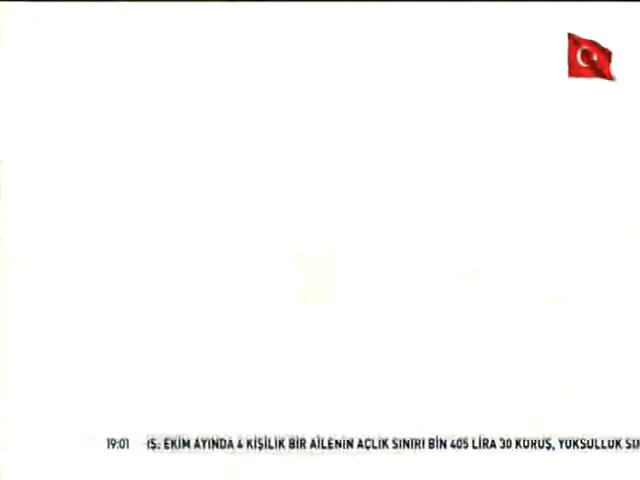 19:01 İŞ: EKİM AYINDA 4 KİŞİLİK BİR AİLENİN AÇLIK SINIRI BİN 405 LİRA 30 KURUŞ, YOKSULLUK